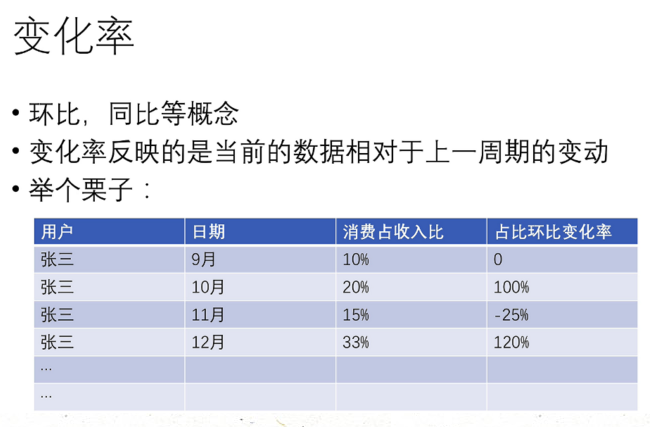 变化率
• 环比，同比等概念
• 变化率反映的是当前的数据相对于上一周期的变动
• 举个栗子：
用户 日期 消费占收入比 占比环比变化率
张三 9月 10% 0
张三 10月 20% 100%
张三 11月 15% -25%
张三 12月 33% 120%
…
…